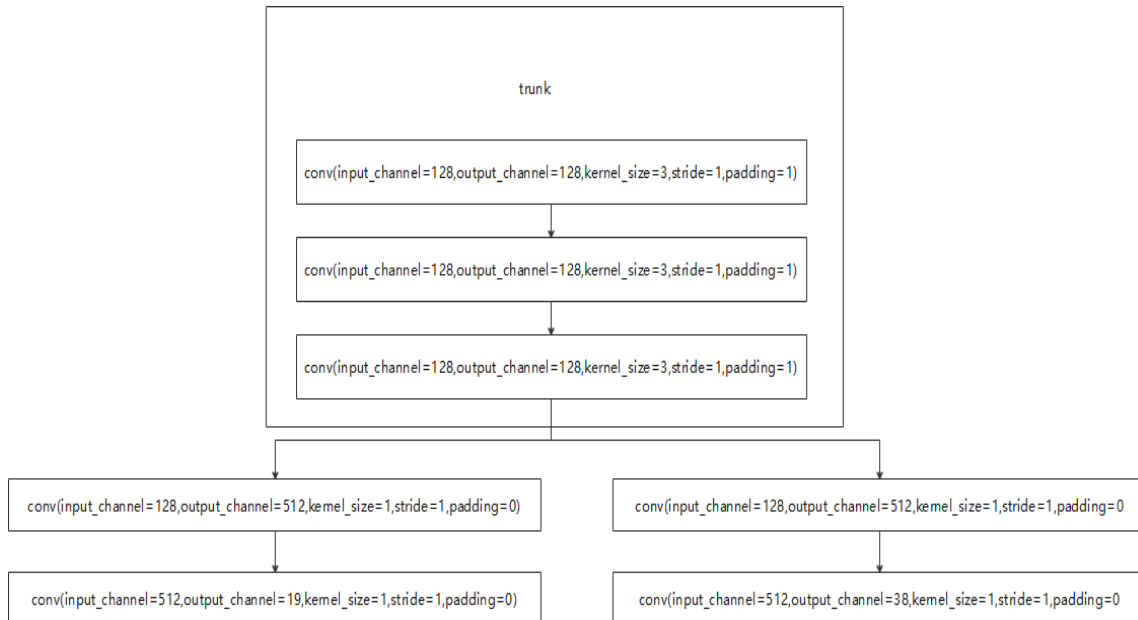 trunk
conv(input_channel=128,output_channel=128,kernel_size=3,stride=1,padding=1)
conv(input_channel=128,output_channel=128,kernel_size=3,stride=1,padding=1)
conv(input_channel=128,output_channel=128,kernel_size=3,stride=1,padding=1)
conv(input_channel=128,output_channel=512,kernel_size=1,stride=1,padding=0)
conv(input_channel=128,output_channel=512,kernel_size=1,stride=1,padding=0
conv(input_channel=512,output_channel=19,kernel_size=1,stride=1,padding=0)
conv(input_channel=512,output_channel=38,kernel_size=1,stride=1,padding=0